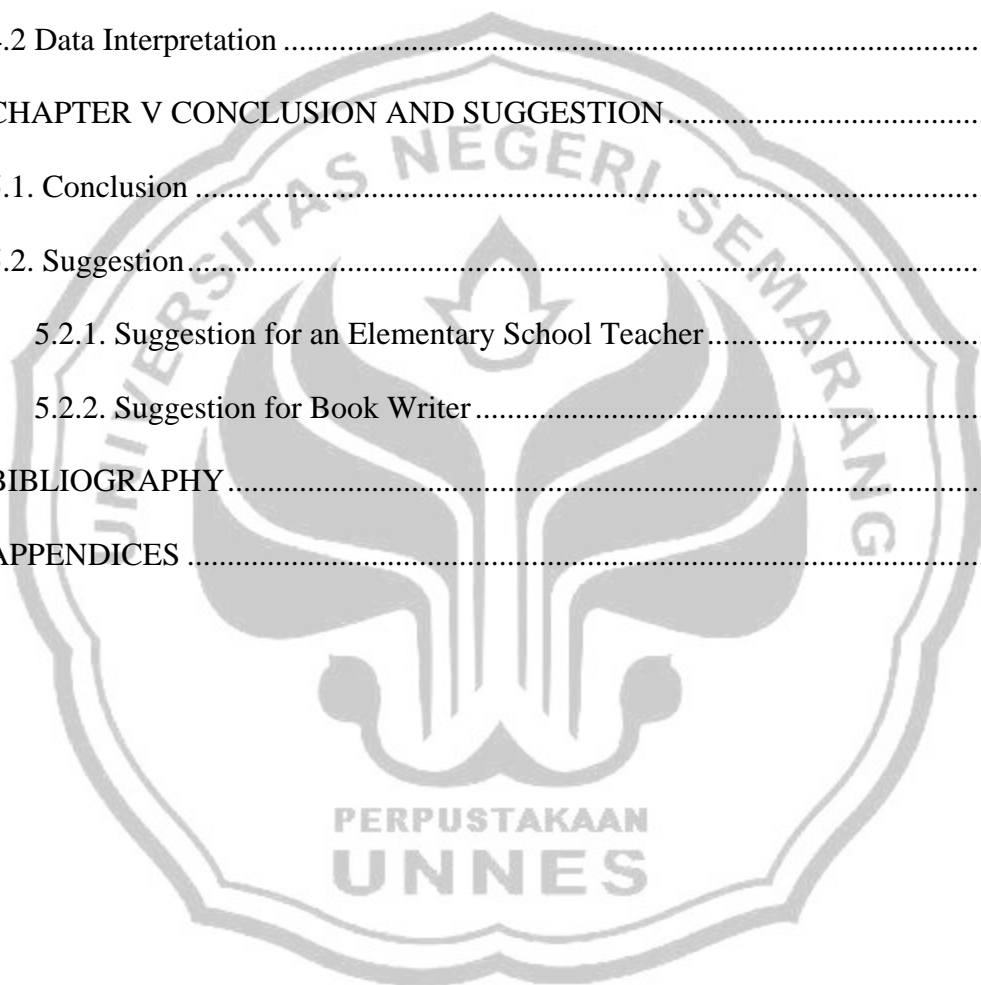 .2 Data Interpretation ........................................................................................
CHAPTER V CONCLUSION AND SUGGESTION ........................................
.1. Conclusion ....................................................................................................
.2. Suggestion .....................................................................................................
5.2.1. Suggestion for an Elementary School Teacher ...................................
5.2.2. Suggestion for Book Writer .................................................................
BIBLIOGRAPHY ................................................................................................
APPENDICES .....................................................................................................
UNIVERSITAS NEGERI SEMARANG
PERPUSTAKAAN
UNNES